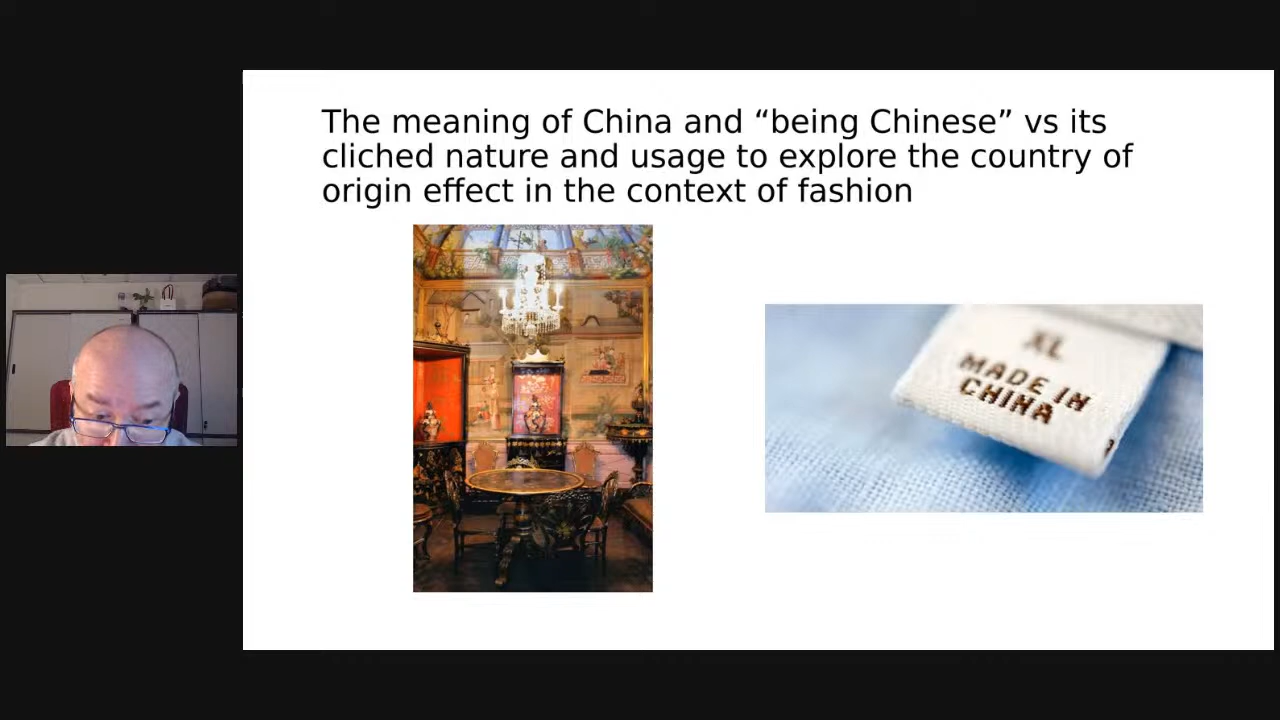 The meaning of China and “being Chinese” vs its
cliched nature and usage to explore the country of
origin effect in the context of fashion
XL
MADE IN
CHINA